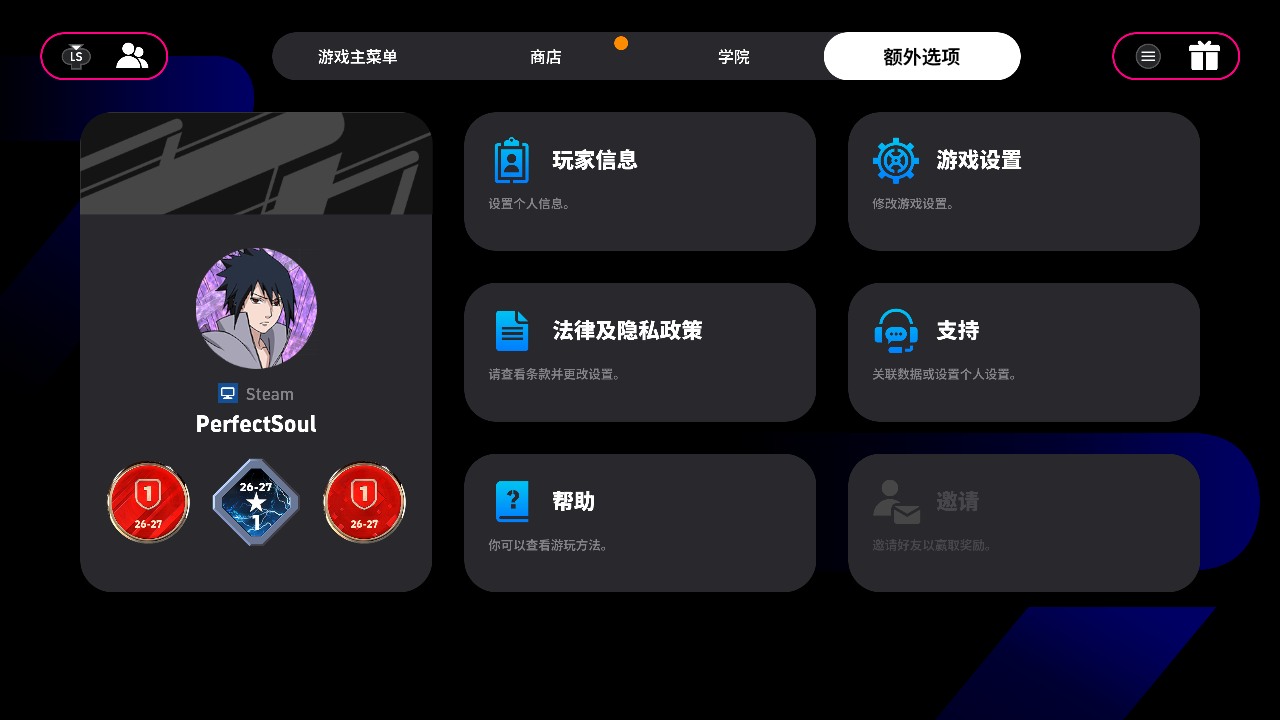 LS
游戏主菜单
商店
学院
额外选项
Steam
PerfectSoul
1
26-27
26-27
1
1
26-27
玩家信息
设置个人信息。
游戏设置
修改游戏设置。
法律及隐私政策
请查看条款并更改设置。
支持
关联数据或设置个人设置。
帮助
你可以查看游玩方法。
邀请
邀请好友以赢取奖励。